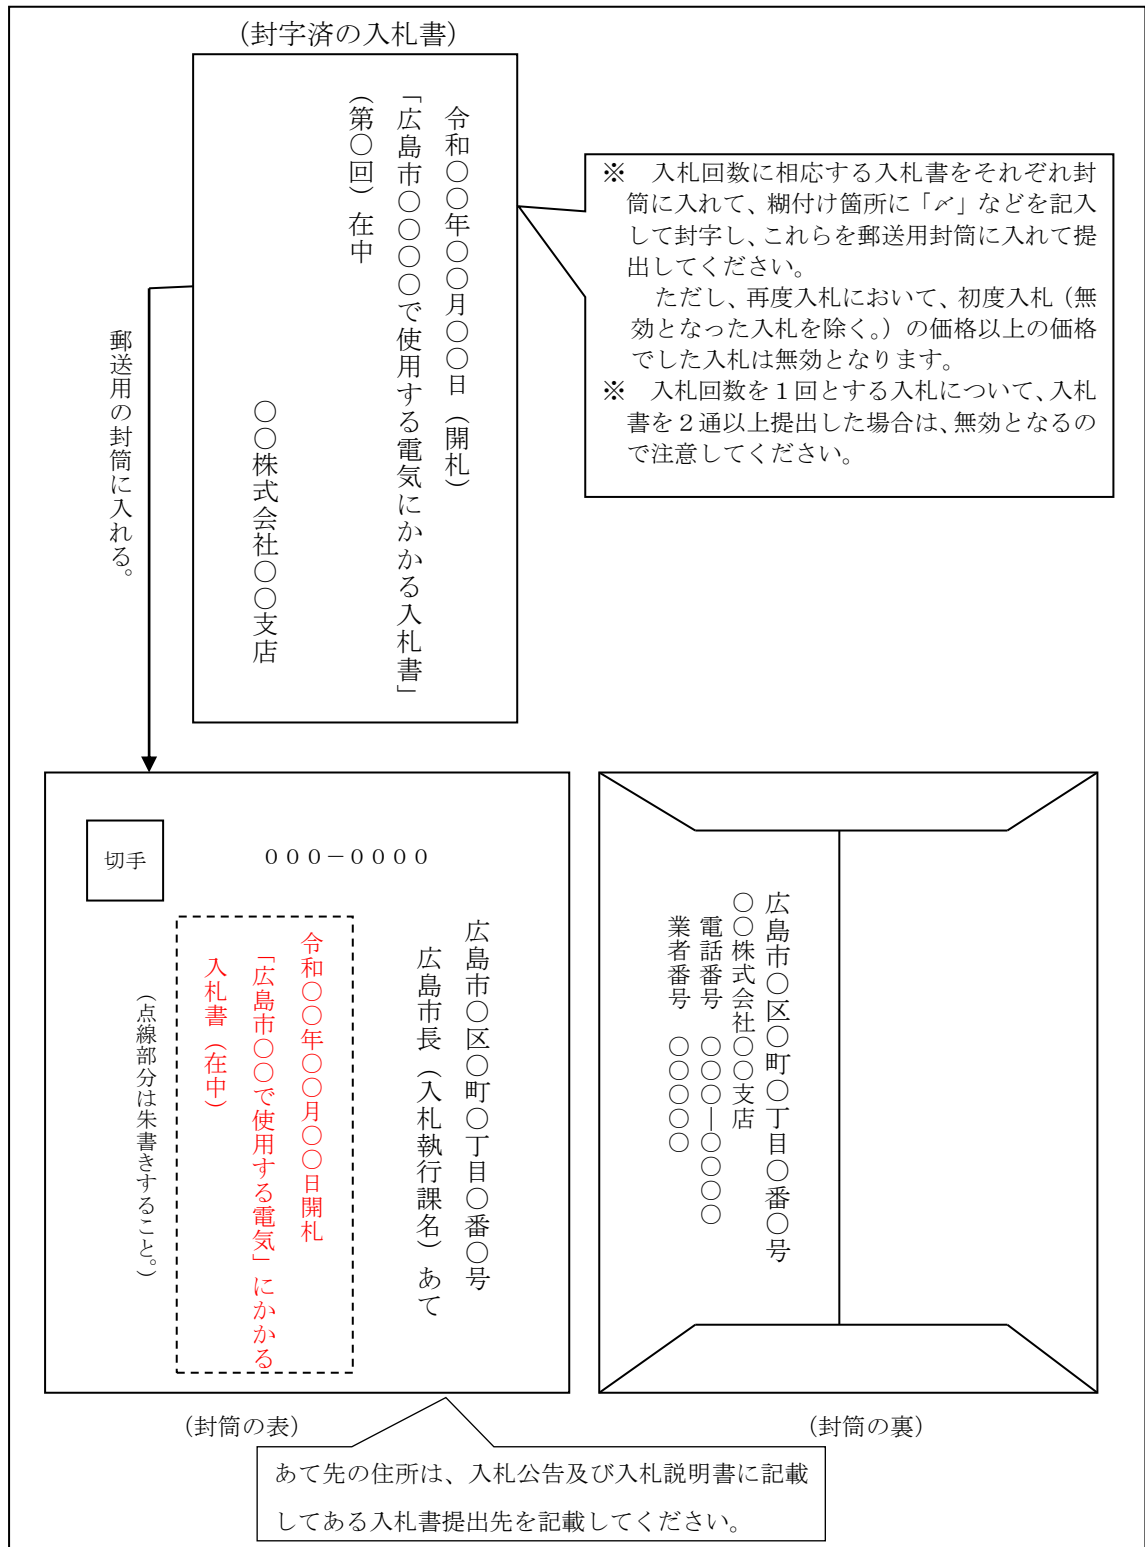 (封字済の入札書)
令和〇〇年〇〇月〇〇日(開札)
「広島市〇〇〇〇で使用する電気にかかる入札書」
(第〇回)在中
〇〇株式会社〇〇支店
※　入札回数に相応する入札書をそれぞれ封
筒に入れて、糊付け箇所に「〆」などを記入
して封字し、これらを郵送用封筒に入れて提
出してください。
ただし、再度入札において、初度入札(無
効となった入札を除く。)の価格以上の価格
でした入札は無効となります。
※　入札回数を1回とする入札について、入札
書を2通以上提出した場合は、無効となるの
で注意してください。
郵送用の封筒に入れる。
切手
000-0000
広島市〇区〇町〇丁目〇番〇号
広島市長(入札執行課名)あて
令和〇〇年〇〇月〇〇日開札
「広島市〇〇で使用する電気」にかかる
入札書(在中)
(点線部分は朱書きすること。)
広島市〇区〇町〇丁目〇番〇号
〇〇株式会社〇〇支店
電話番号　〇〇〇―〇〇〇〇
業者番号　〇〇〇〇〇
(封筒の表)
(封筒の裏)
あて先の住所は、入札公告及び入札説明書に記載
してある入札書提出先を記載してください。